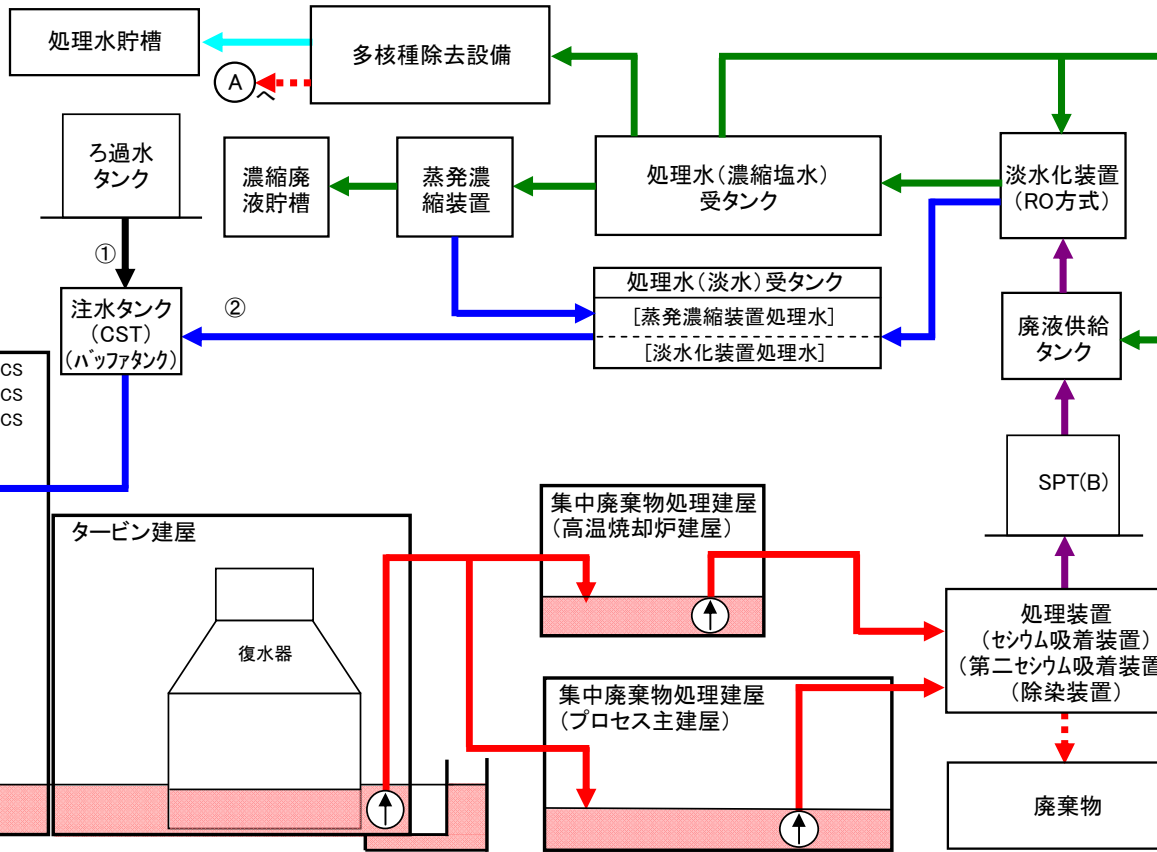 処理水貯槽
多核種除去設備
A
へ
ろ過水
タンク
濃縮廃
液貯槽
蒸発濃
縮装置
処理水(濃縮塩水)
受タンク
淡水化装置
(RO方式)
①
注水タンク
(CST)
(ﾊﾞｯﾌｧﾀﾝｸ)
②
処理水(淡水)受タンク
[蒸発濃縮装置処理水]
[淡水化装置処理水]
廃液供給
タンク
CS
CS
CS
SPT(B)
タービン建屋
復水器
集中廃棄物処理建屋
(高温焼却炉建屋)
集中廃棄物処理建屋
(プロセス主建屋)
処理装置
(ｾｼｳﾑ吸着装置)
(第二ｾｼｳﾑ吸着装置
(除染装置)
廃棄物